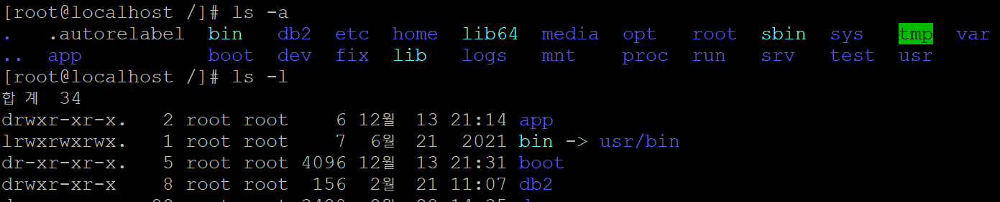 [root@localhost /]# ls -a
.   .autorelabel  bin   db2  etc  home  lib64  media  opt   root  sbin  sys   tmp  var
..  app           boot  dev  fix  lib   logs   mnt    proc  run   srv   test  usr
[root@localhost /]# ls -l
합계  34
drwxr-xr-x.   2 root root    6 12월  13 21:14 app
lrwxrwxrwx.   1 root root    7  6월  21  2021 bin -> usr/bin
dr-xr-xr-x.   5 root root 4096 12월  13 21:31 boot
drwxr-xr-x    8 root root  156  2월  21 11:07 db2